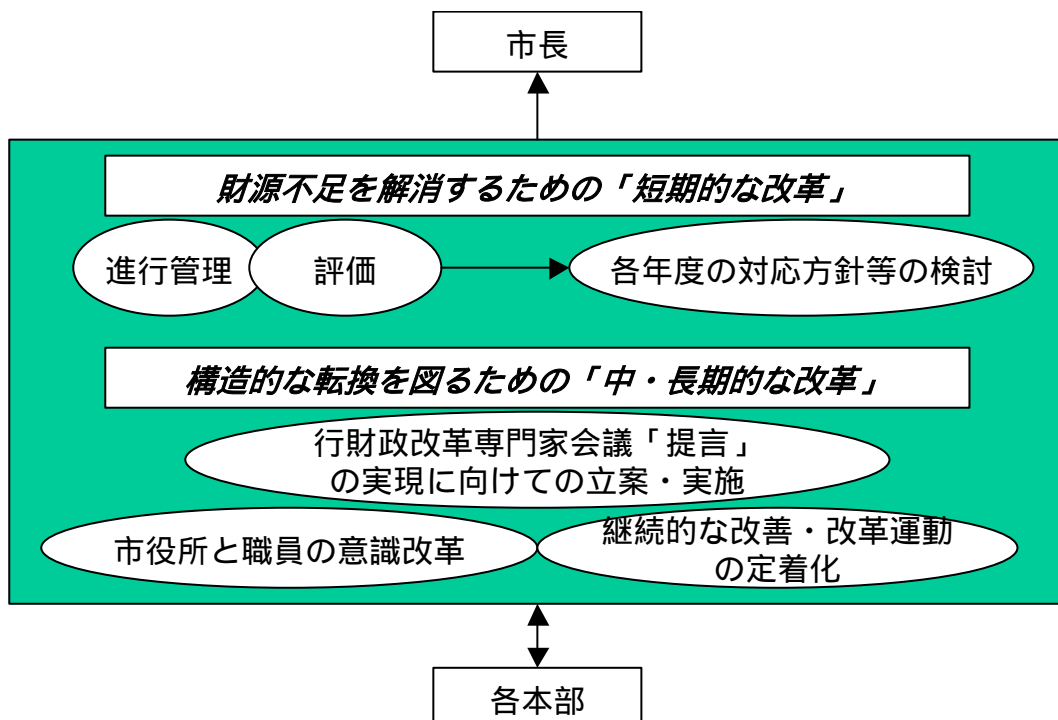 市長
財源不足を解消するための「短期的な改革」
進行管理
評価
各年度の対応方針等の検討
構造的な転換を図るための「中・長期的な改革」
行財政改革専門家会議「提言」
の実現に向けての立案・実施
市役所と職員の意識改革
継続的な改善・改革運動
の定着化
各本部